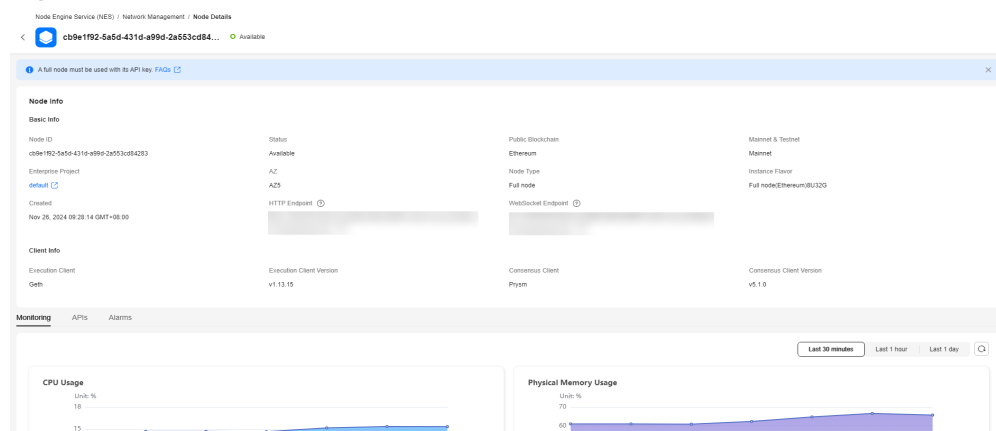 Node Engine Service (NES) / Network Management / Node Details
cb9e1f92-5a5d-431d-a99d-2a553cd84... Available
A full node must be used with its API key. FAQs
Node Info
Basic Info
Node ID Status Public Blockchain Mainnet & Testnet
cb9e1f92-5a5d-431d-a99d-2a553cd84283 Available Ethereum Mainnet
Enterprise Project AZ Node Type Instance Flavor
default AZ5 Full node Full node(Ethereum)8U32G
Created HTTP Endpoint WebSocket Endpoint
Nov 26, 2024 09:28:14 GMT+08:00
Client Info
Execution Client Execution Client Version Consensus Client Consensus Client Version
Geth v1.13.15 Prysm v5.1.0
Monitoring APIs Alarms
Last 30 minutes Last 1 hour Last 1 day
CPU Usage Physical Memory Usage
Unit: % Unit: %
18 70
15 60